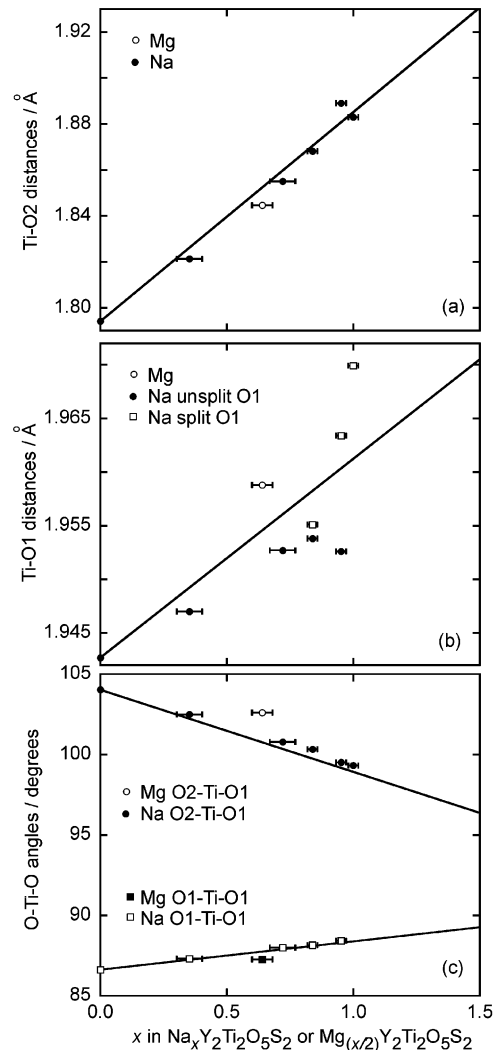 1.92
1.88
1.84
1.80
Ti-O2 distances / Å
Mg
Na
(a)
1.965
1.955
1.945
Ti-O1 distances / Å
Mg
Na unsplit O1
Na split O1
(b)
105
100
95
90
85
O-Ti-O angles / degrees
Mg O2-Ti-O1
Na O2-Ti-O1
Mg O1-Ti-O1
Na O1-Ti-O1
(c)
0.0 0.5 1.0 1.5
x in NaₓY₂Ti₂O₅S₂ or Mg₍ₓ/₂₎Y₂Ti₂O₅S₂